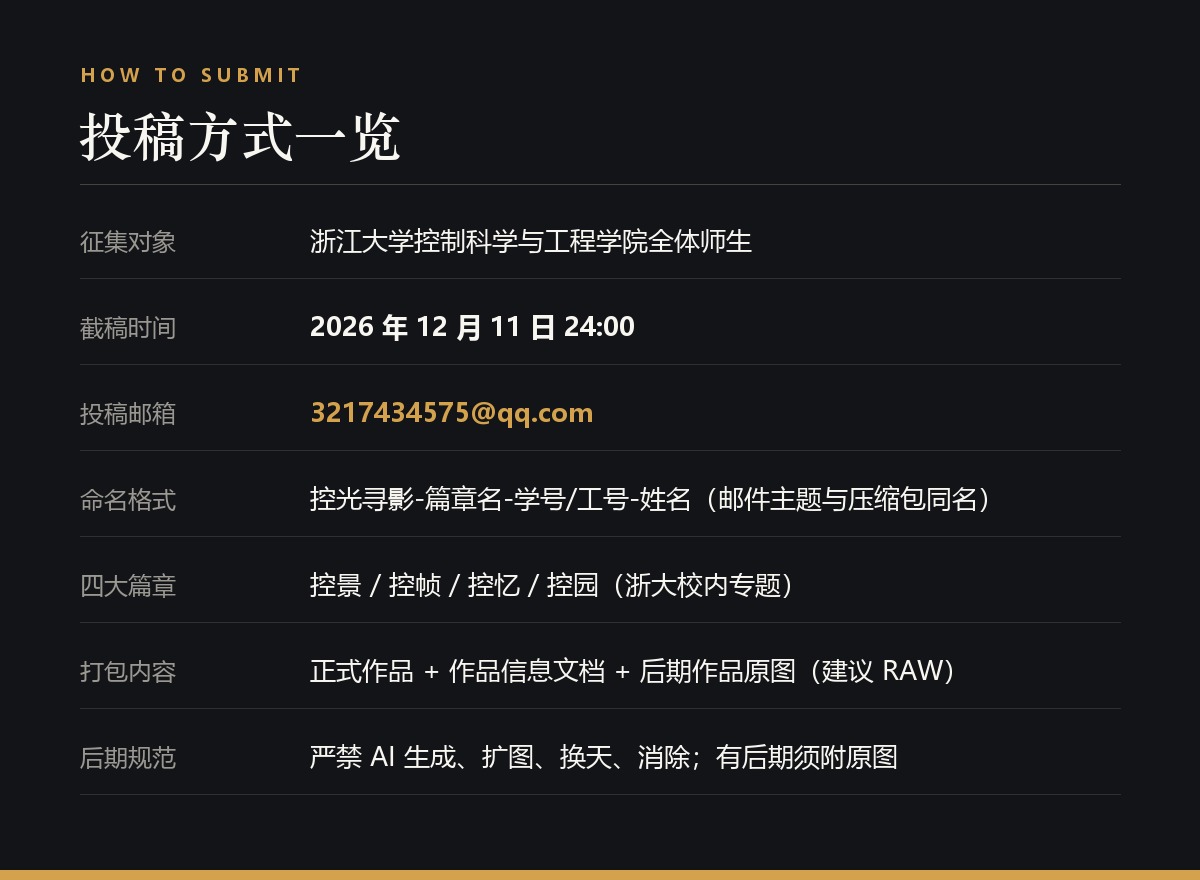 HOW TO SUBMIT
投稿方式一览
征集对象 浙江大学控制科学与工程学院全体师生
截稿时间 2026 年 12 月 11 日 24:00
投稿邮箱 3217434575@qq.com
命名格式 控光寻影-篇章名-学号/工号-姓名（邮件主题与压缩包同名）
四大篇章 控景 / 控帧 / 控忆 / 控园（浙大校内专题）
打包内容 正式作品 + 作品信息文档 + 后期作品原图（建议 RAW）
后期规范 严禁 AI 生成、扩图、换天、消除；有后期须附原图